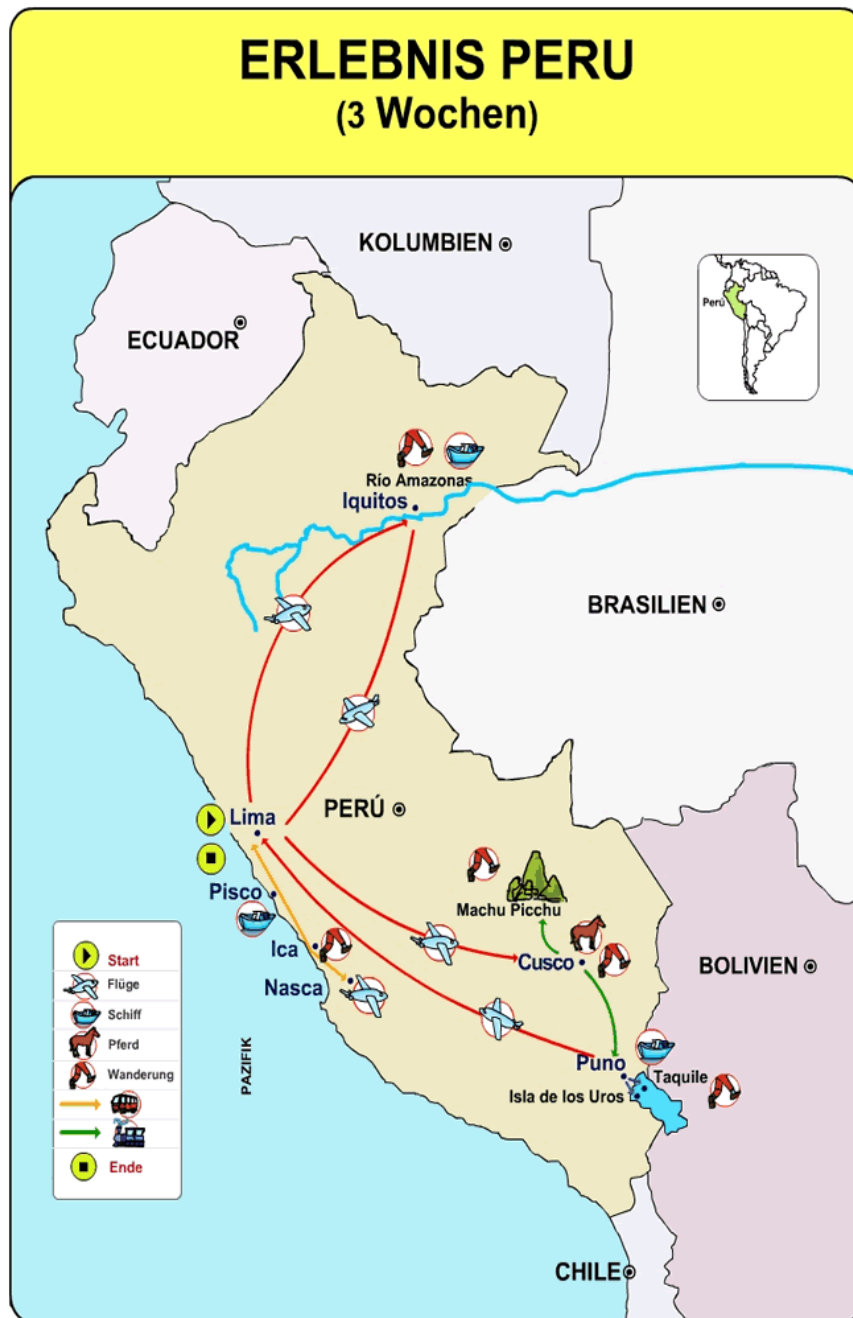 ERLEBNIS PERU
(3 Wochen)
KOLUMBIEN
ECUADOR
Perú
Río Amazonas
Iquitos
BRASILIEN
Lima
PERÚ
Pisco
Machu Picchu
Ica
Cusco
BOLIVIEN
Nasca
Puno
Taquile
Isla de los Uros
PAZIFIK
Start
Flüge
Schiff
Pferd
Wanderung
Ende
CHILE